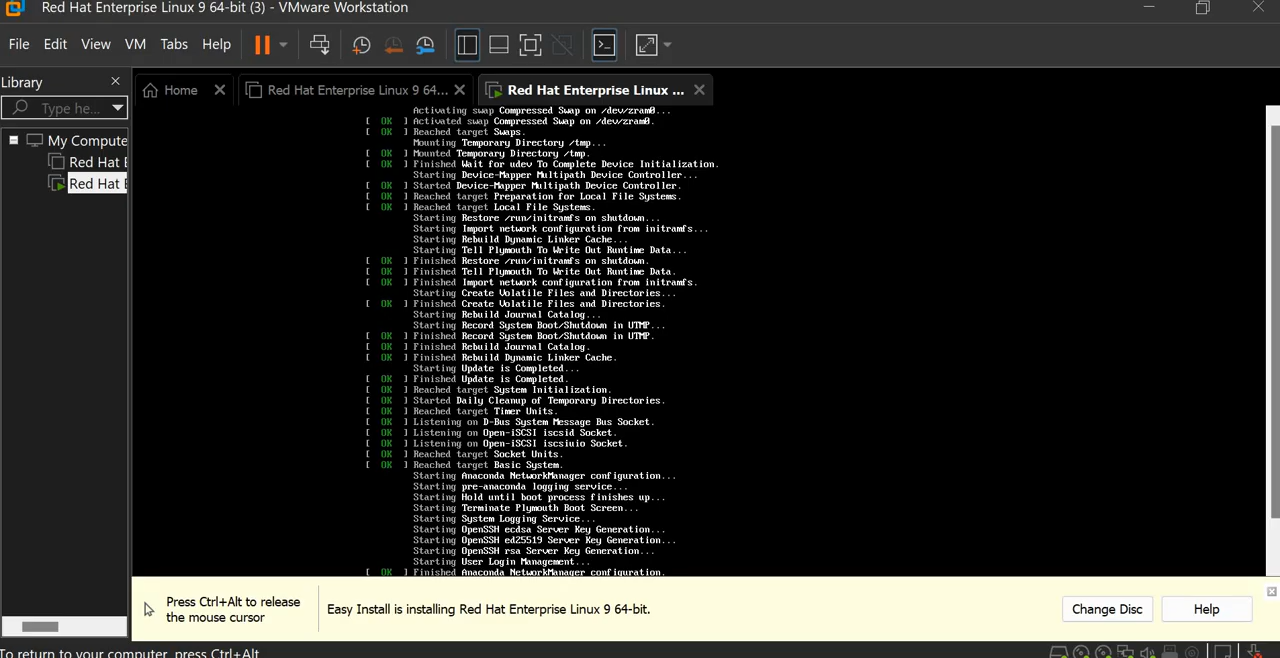 Red Hat Enterprise Linux 9 64-bit (3) - VMware Workstation
File Edit View VM Tabs Help
Library
Type he...
My Compute
Red Hat E
Red Hat E
Home
Red Hat Enterprise Linux 9 64...
Red Hat Enterprise Linux ...
Activating swap Compressed Swap on /dev/zram0...
[ OK ] Activated swap Compressed Swap on /dev/zram0.
[ OK ] Reached target Swaps.
Mounting Temporary Directory /tmp...
[ OK ] Mounted Temporary Directory /tmp.
[ OK ] Finished Wait for udev To Complete Device Initialization.
Starting Device-Mapper Multipath Device Controller...
[ OK ] Started Device-Mapper Multipath Device Controller.
[ OK ] Reached target Preparation for Local File Systems.
[ OK ] Reached target Local File Systems.
Starting Restore /run/initramfs on shutdown...
Starting Import network configuration from initramfs...
Starting Rebuild Dynamic Linker Cache...
Starting Tell Plymouth To Write Out Runtime Data...
[ OK ] Finished Restore /run/initramfs on shutdown.
[ OK ] Finished Tell Plymouth To Write Out Runtime Data.
[ OK ] Finished Import network configuration from initramfs.
Starting Create Volatile Files and Directories...
[ OK ] Finished Create Volatile Files and Directories.
Starting Rebuild Journal Catalog...
Starting Record System Boot/Shutdown in UTMP...
[ OK ] Finished Record System Boot/Shutdown in UTMP.
[ OK ] Finished Rebuild Journal Catalog.
[ OK ] Finished Rebuild Dynamic Linker Cache.
Starting Update is Completed...
[ OK ] Finished Update is Completed.
[ OK ] Reached target System Initialization.
[ OK ] Started Daily Cleanup of Temporary Directories.
[ OK ] Reached target Timer Units.
[ OK ] Listening on D-Bus System Message Bus Socket.
[ OK ] Listening on Open-iSCSI iscsid Socket.
[ OK ] Listening on Open-iSCSI iscsiuio Socket.
[ OK ] Reached target Socket Units.
[ OK ] Reached target Basic System.
Starting Anaconda NetworkManager configuration...
Starting pre-anaconda logging service...
Starting Hold until boot process finishes up...
Starting Terminate Plymouth Boot Screen...
Starting System Logging Service...
Starting OpenSSH ecdsa Server Key Generation...
Starting OpenSSH ed25519 Server Key Generation...
Starting OpenSSH rsa Server Key Generation...
Starting User Login Management...
[ OK ] Finished Anaconda NetworkManager configuration.
Press Ctrl+Alt to release
the mouse cursor
Easy Install is installing Red Hat Enterprise Linux 9 64-bit.
Change Disc
Help
To return to your computer, press Ctrl+Alt.